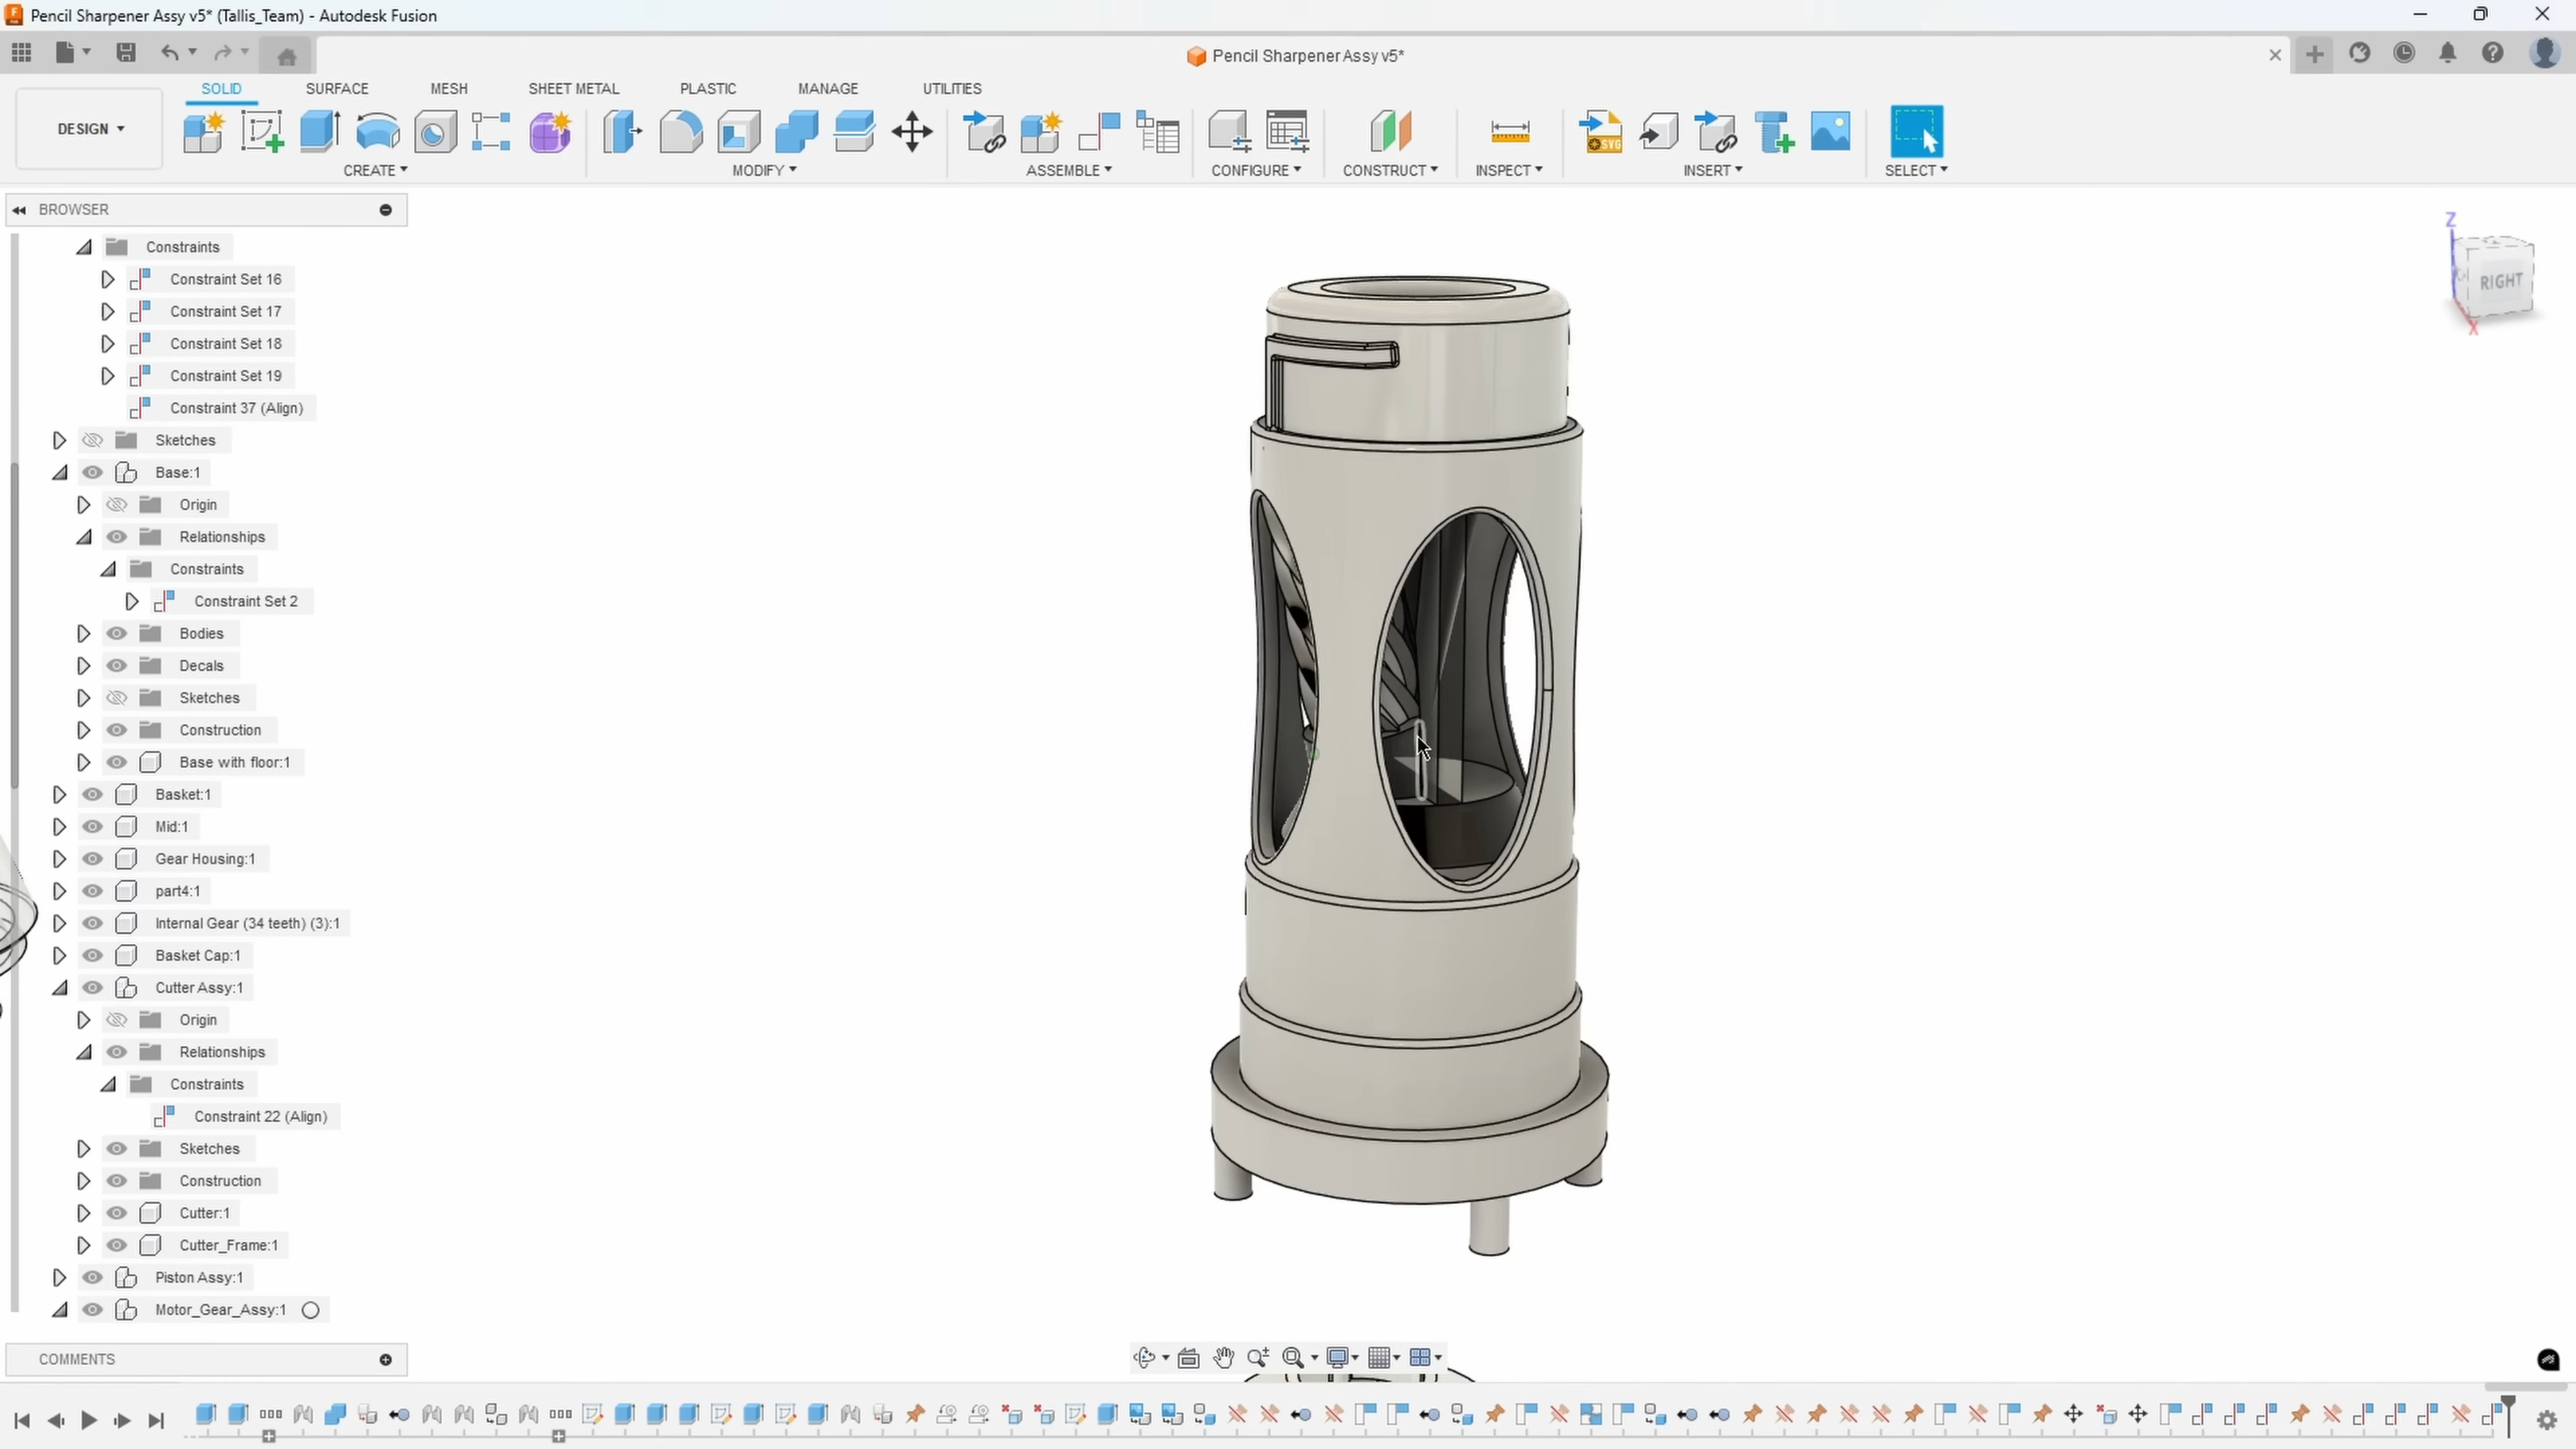 Pencil Sharpener Assy v5* (Tallis_Team) - Autodesk Fusion
Pencil Sharpener Assy v5*
SOLID SURFACE MESH SHEET METAL PLASTIC MANAGE UTILITIES
DESIGN
SVG
CREATE MODIFY ASSEMBLE CONFIGURE CONSTRUCT INSPECT INSERT SELECT
BROWSER
Constraints
Constraint Set 16
Constraint Set 17
Constraint Set 18
Constraint Set 19
Constraint 37 (Align)
Sketches
Base:1
Origin
Relationships
Constraints
Constraint Set 2
Bodies
Decals
Sketches
Construction
Base with floor:1
Basket:1
Mid:1
Gear Housing:1
part4:1
Internal Gear (34 teeth) (3):1
Basket Cap:1
Cutter Assy:1
Origin
Relationships
Constraints
Constraint 22 (Align)
Sketches
Construction
Cutter:1
Cutter_Frame:1
Piston Assy:1
Motor_Gear_Assy:1
COMMENTS
Z
RIGHT
X